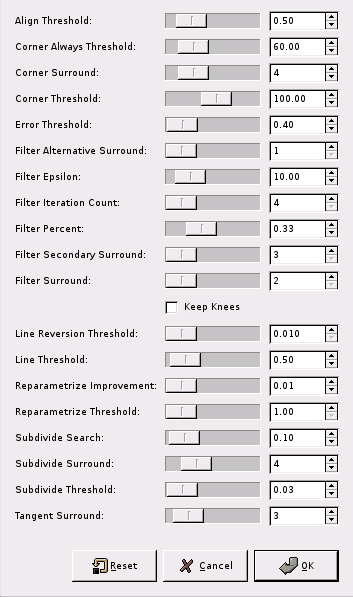 Align Threshold: 0.50
Corner Always Threshold: 60.00
Corner Surround: 4
Corner Threshold: 100.00
Error Threshold: 0.40
Filter Alternative Surround: 1
Filter Epsilon: 10.00
Filter Iteration Count: 4
Filter Percent: 0.33
Filter Secondary Surround: 3
Filter Surround: 2
Keep Knees
Line Reversion Threshold: 0.010
Line Threshold: 0.50
Reparametrize Improvement: 0.01
Reparametrize Threshold: 1.00
Subdivide Search: 0.10
Subdivide Surround: 4
Subdivide Threshold: 0.03
Tangent Surround: 3
Reset Cancel OK